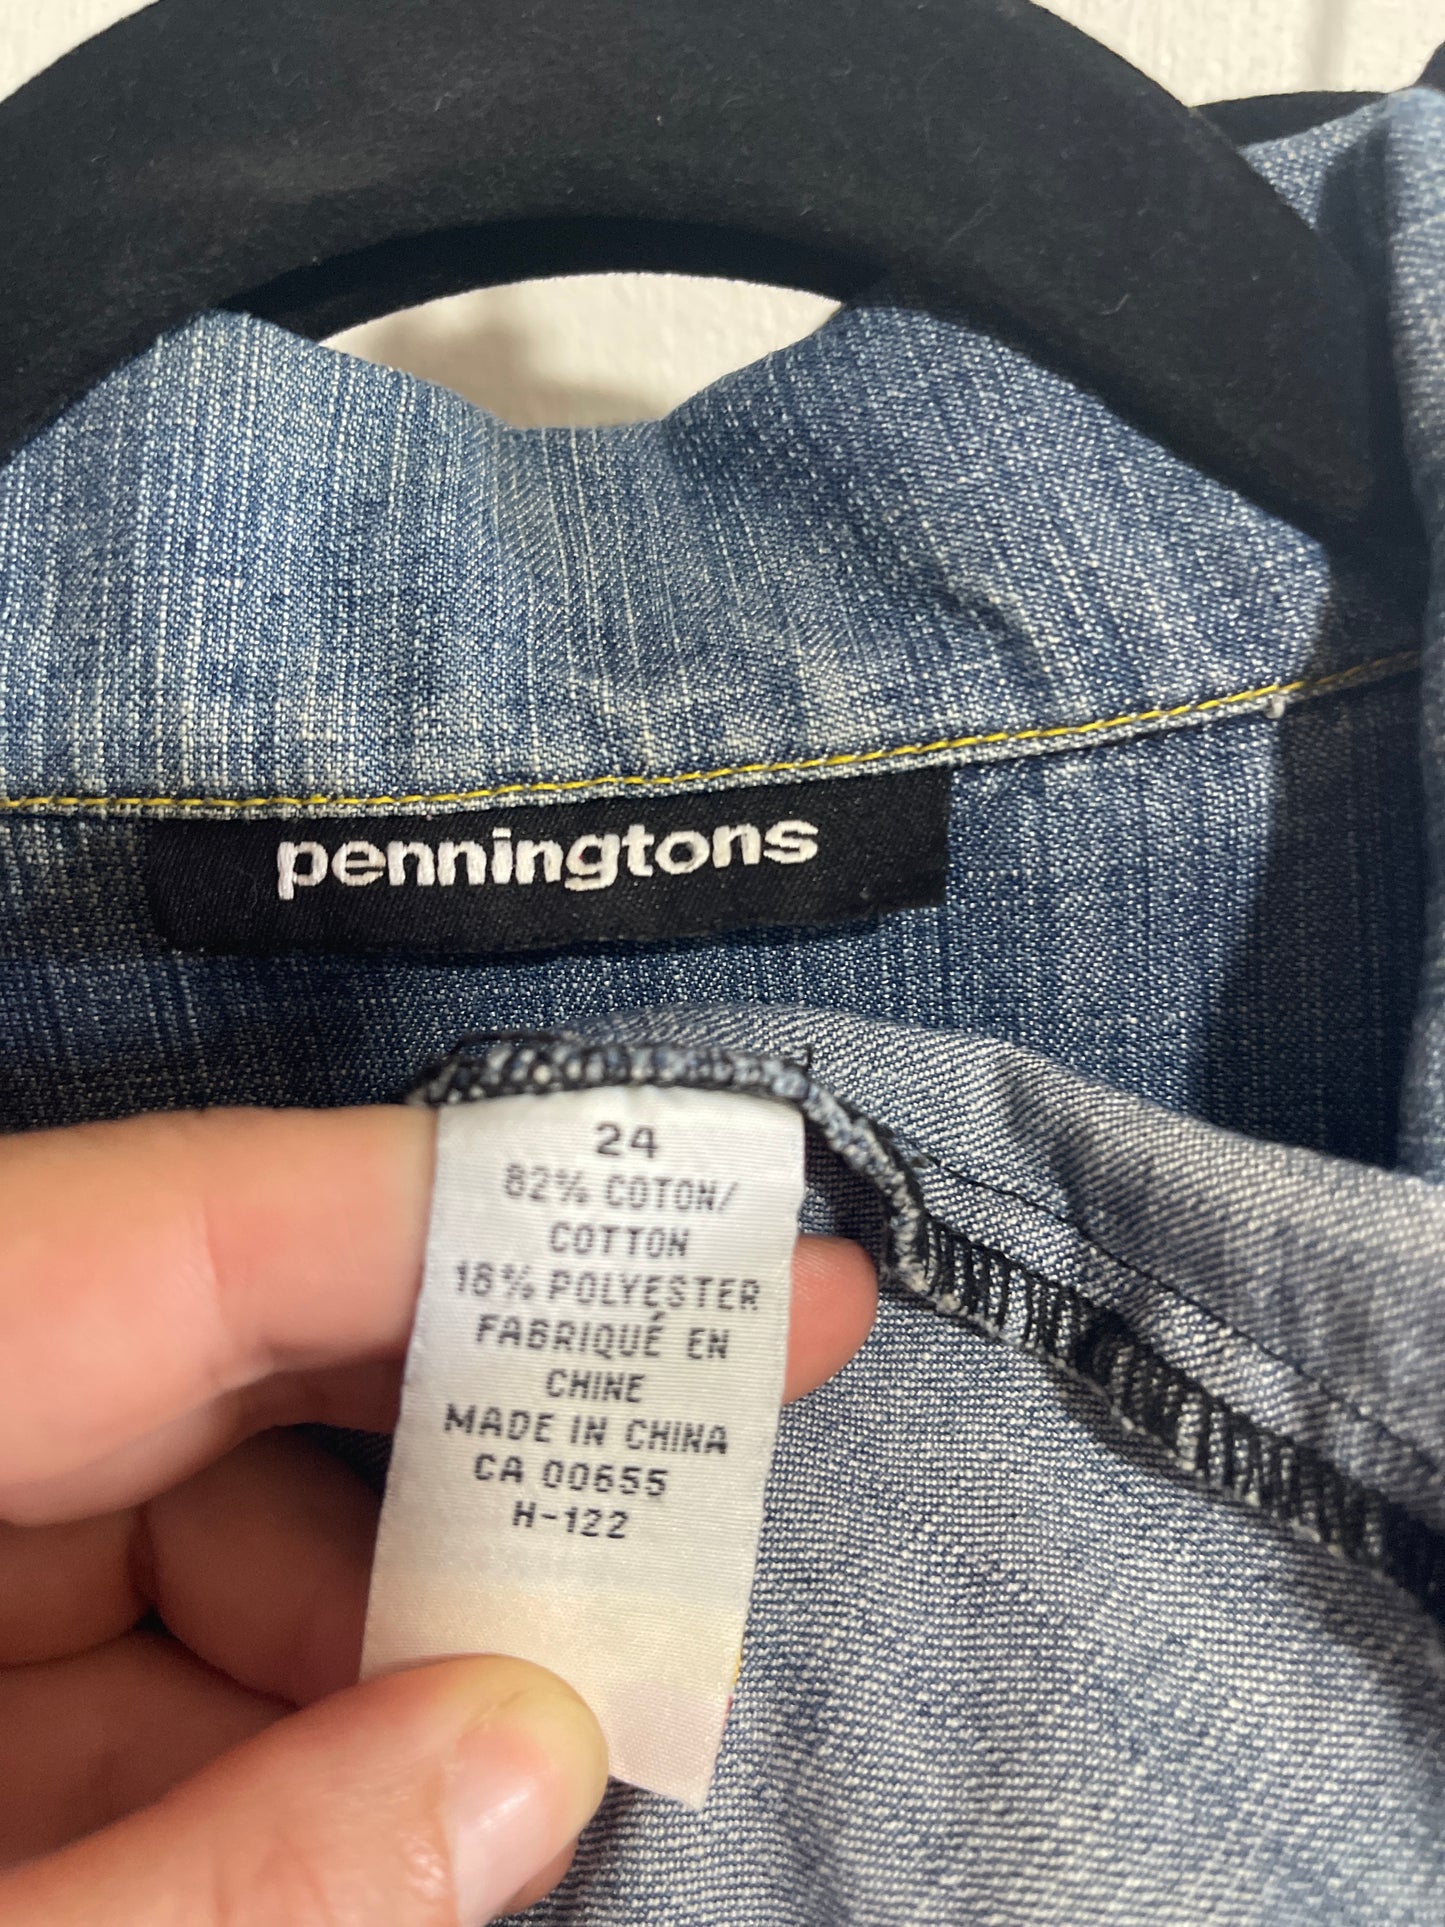 penningtons
24
82% COTON/
COTTON
18% POLYESTER
FABRIQUÉ EN
CHINE
MADE IN CHINA
CA 00655
H-122